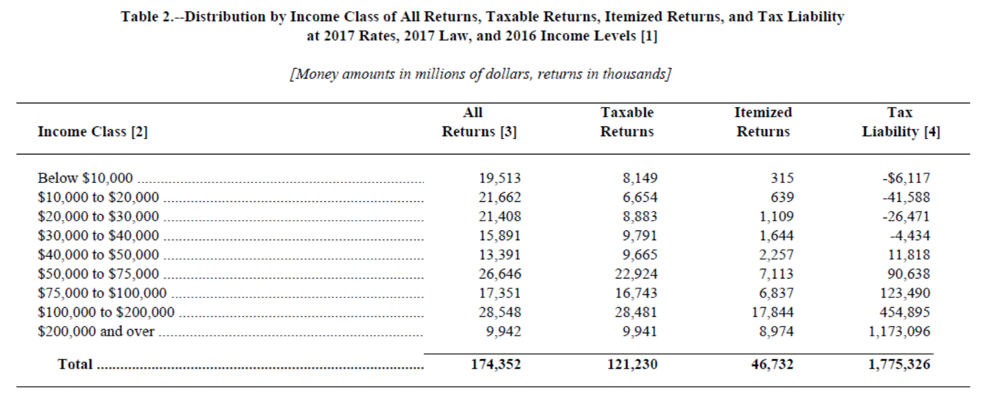 Table 2.--Distribution by Income Class of All Returns, Taxable Returns, Itemized Returns, and Tax Liability
at 2017 Rates, 2017 Law, and 2016 Income Levels [1]
[Money amounts in millions of dollars, returns in thousands]
All Taxable Itemized Tax
Income Class [2] Returns [3] Returns Returns Liability [4]
Below $10,000 19,513 8,149 315 -$6,117
$10,000 to $20,000 21,662 6,654 639 -41,588
$20,000 to $30,000 21,408 8,883 1,109 -26,471
$30,000 to $40,000 15,891 9,791 1,644 -4,434
$40,000 to $50,000 13,391 9,665 2,257 11,818
$50,000 to $75,000 26,646 22,924 7,113 90,638
$75,000 to $100,000 17,351 16,743 6,837 123,490
$100,000 to $200,000 28,548 28,481 17,844 454,895
$200,000 and over 9,942 9,941 8,974 1,173,096
Total 174,352 121,230 46,732 1,775,326